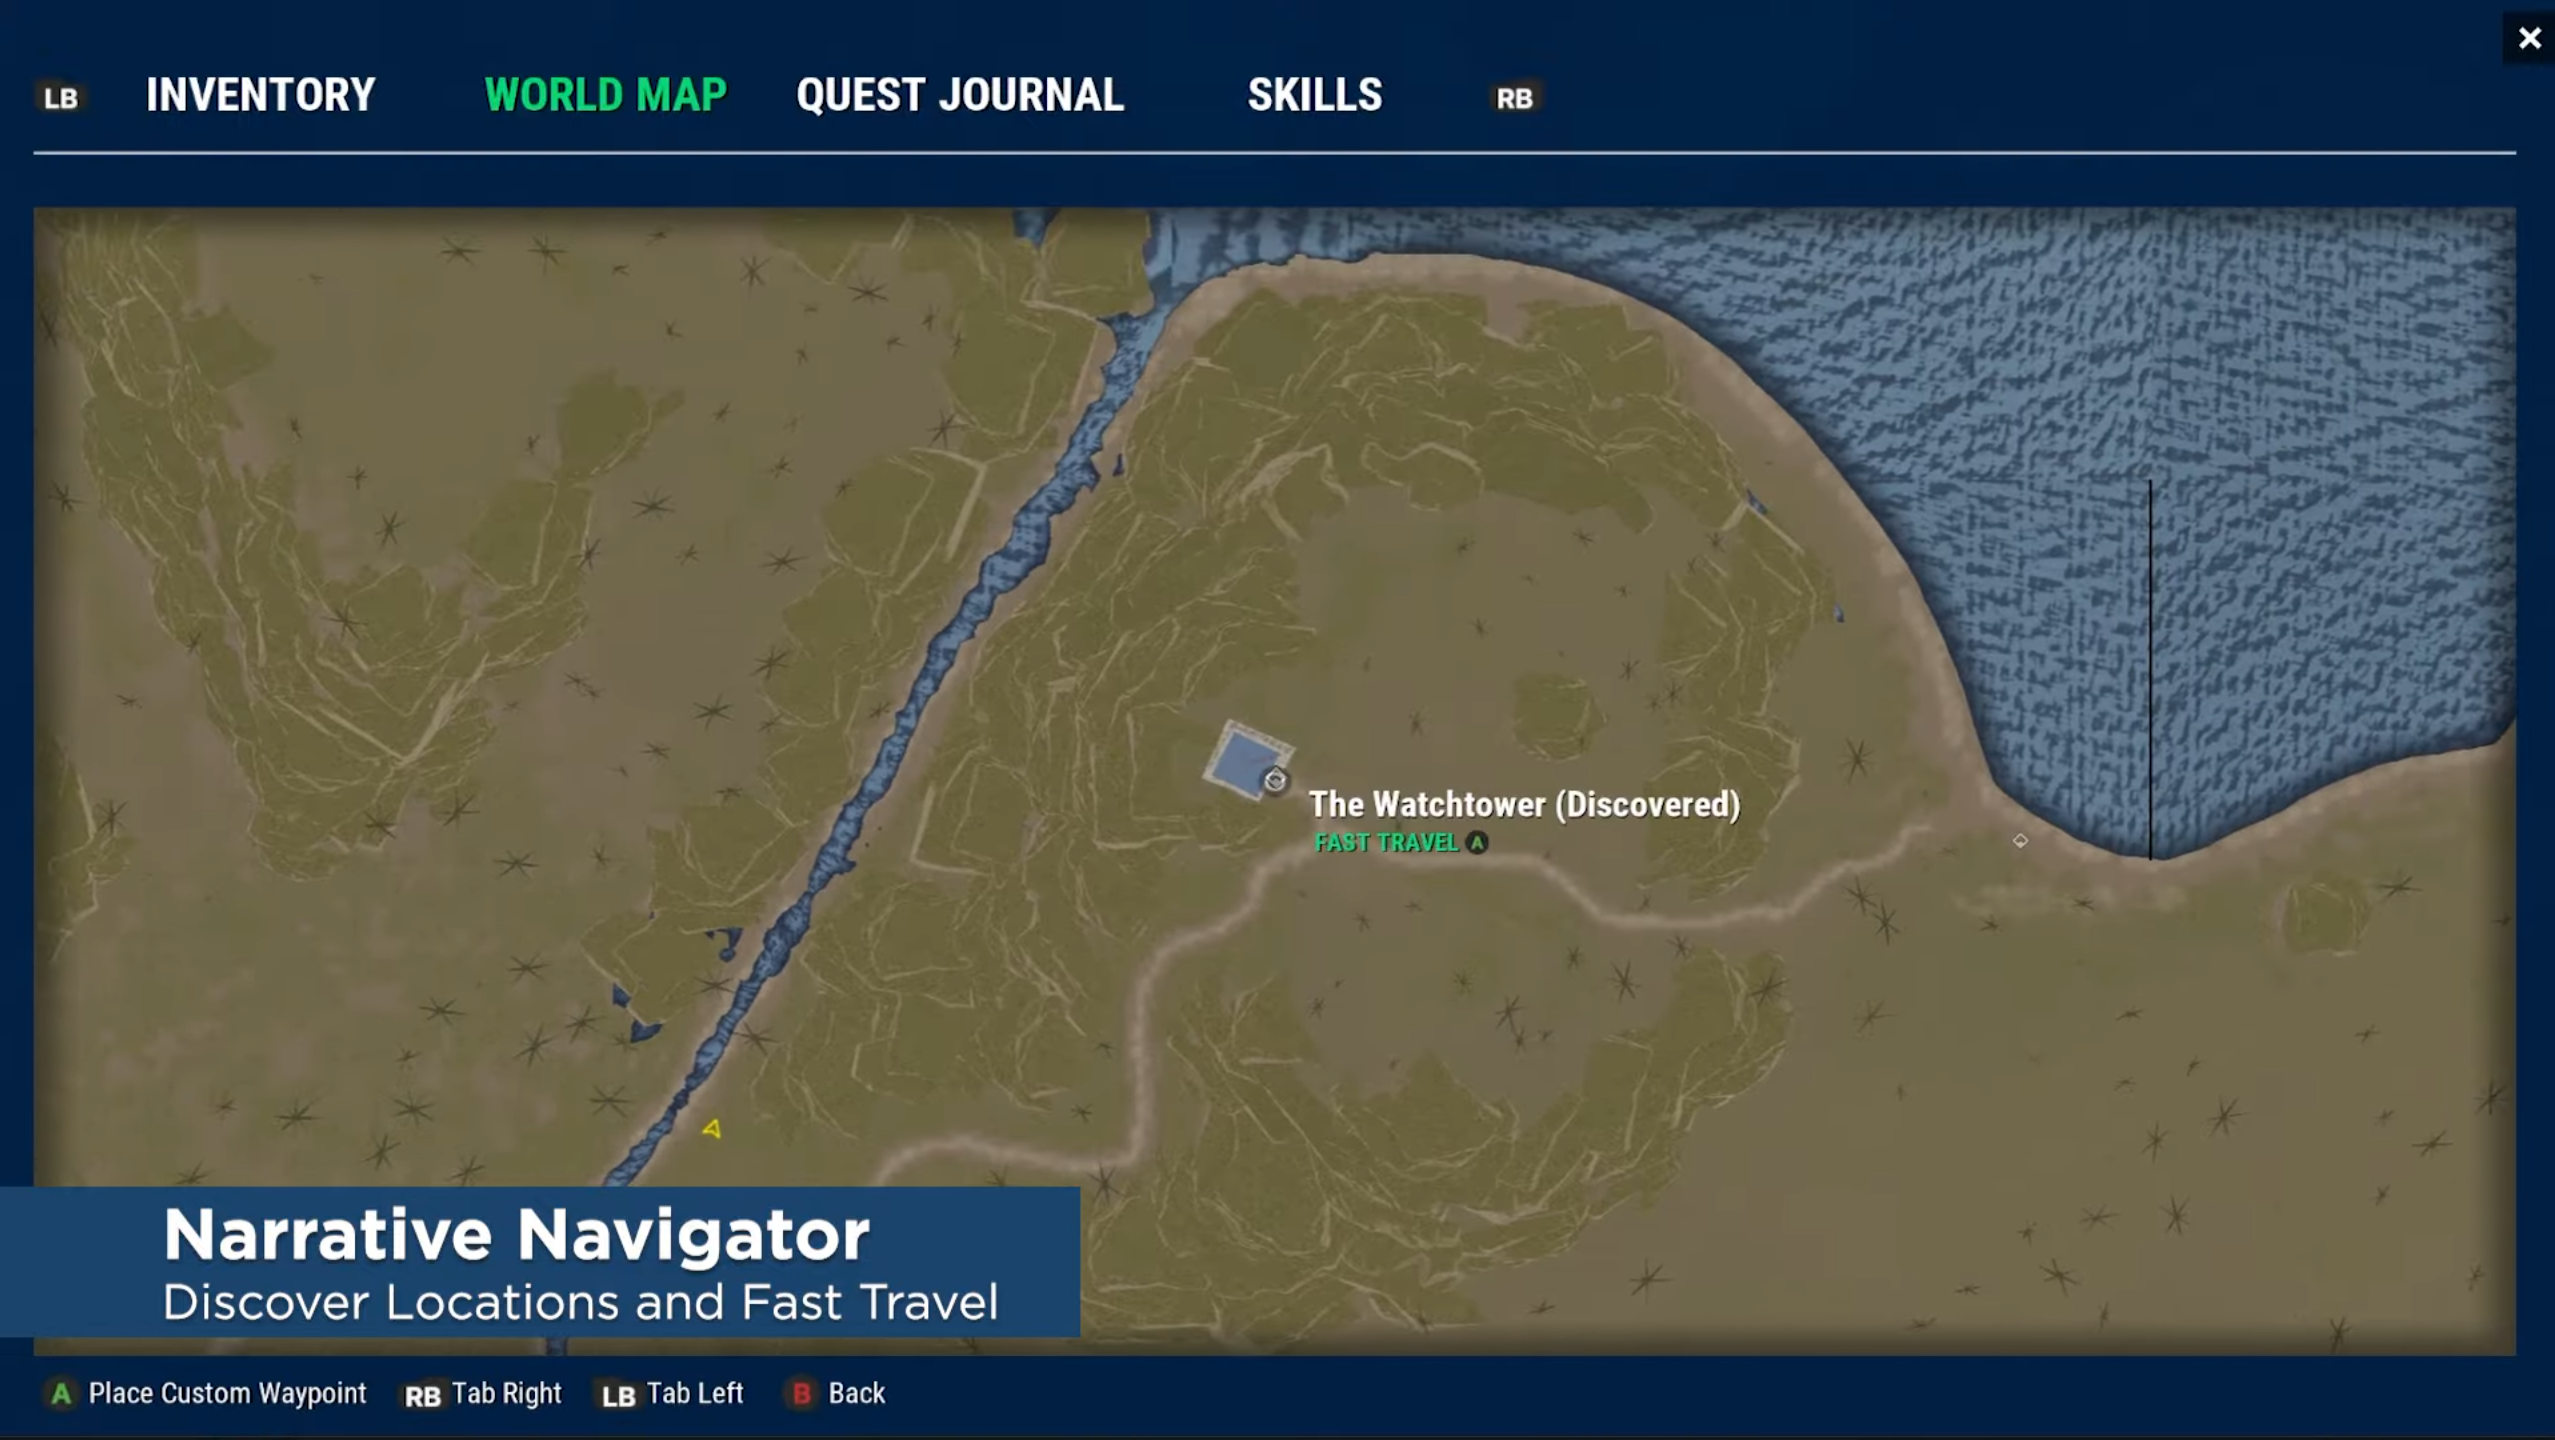 LB INVENTORY WORLD MAP QUEST JOURNAL SKILLS RB
The Watchtower (Discovered)
FAST TRAVEL A
Narrative Navigator
Discover Locations and Fast Travel
A Place Custom Waypoint RB Tab Right LB Tab Left B Back